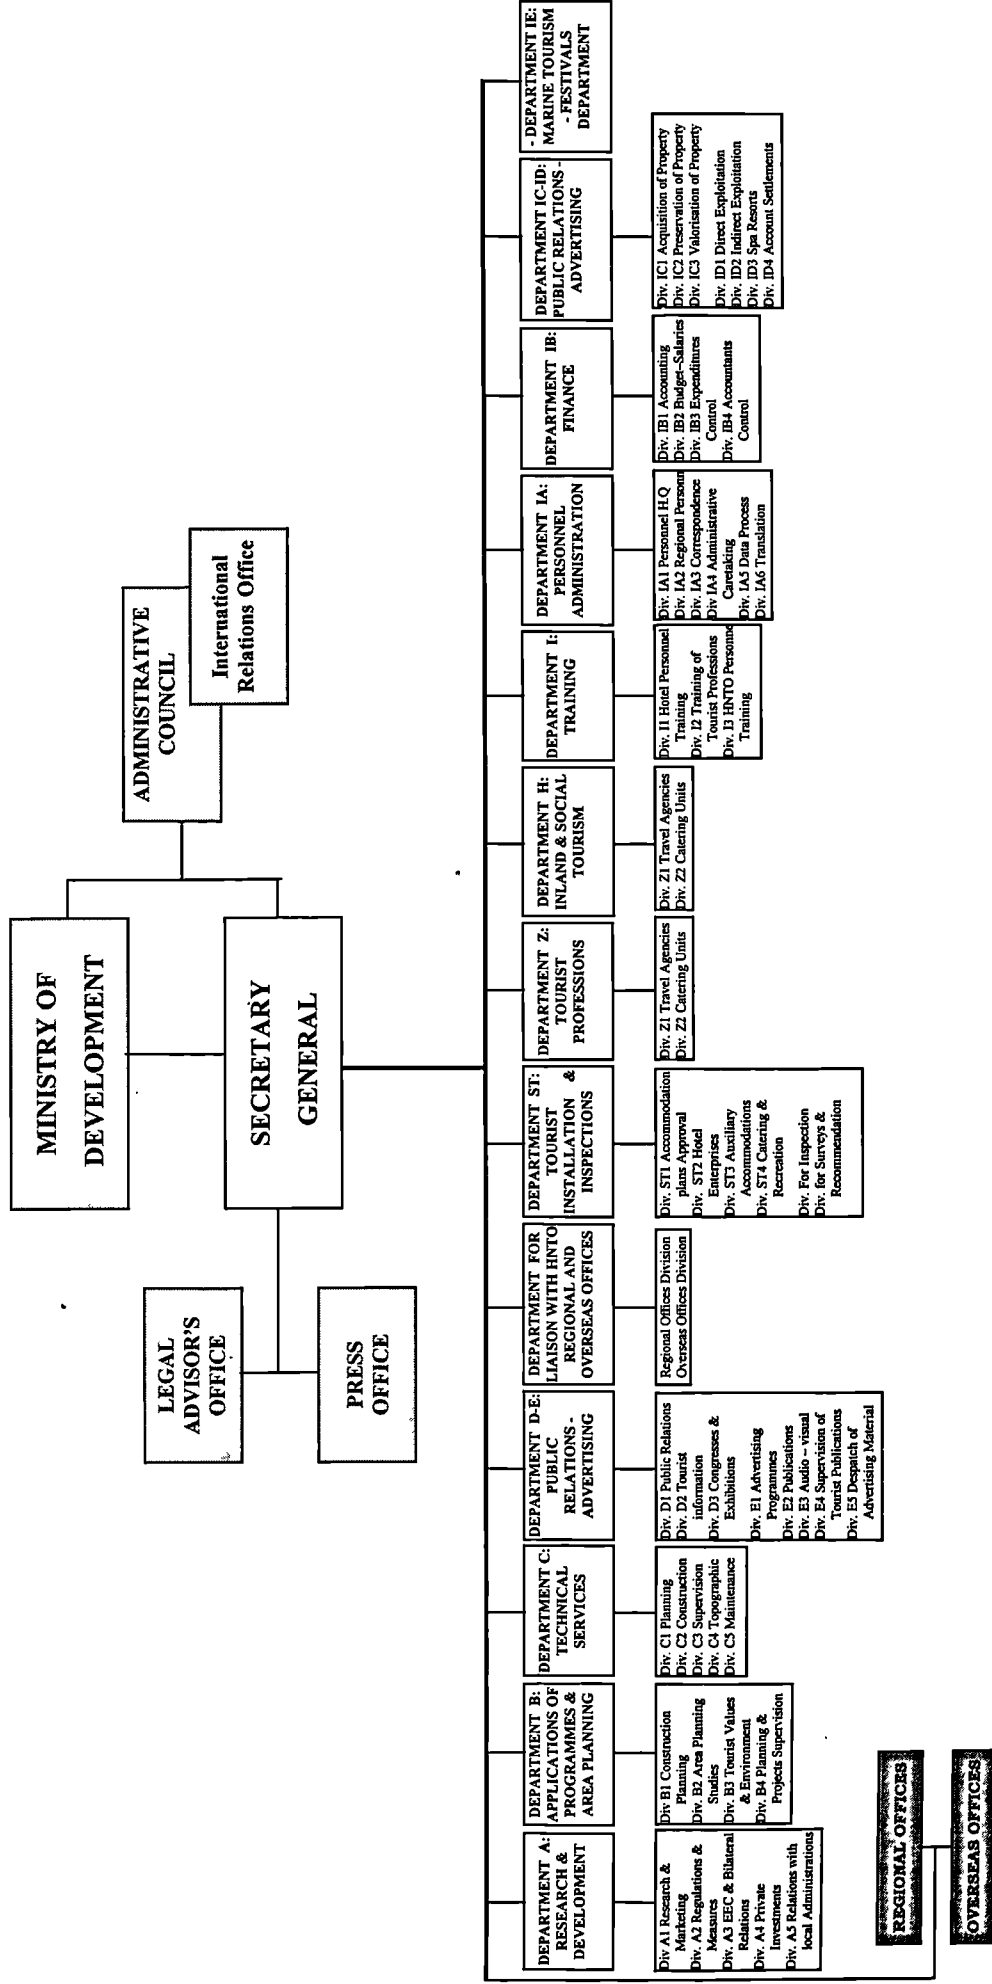 MINISTRY OF
DEVELOPMENT
ADMINISTRATIVE
COUNCIL
International
Relations Office
SECRETARY
GENERAL
LEGAL
ADVISOR'S
OFFICE
PRESS
OFFICE
DEPARTMENT A:
RESEARCH &
DEVELOPMENT
Div A1 Research &
Marketing
Div. A2 Regulations &
Measures
Div. A3 EEC & Bilateral
Relations
Div. A4 Private
Investments
Div. A5 Relations with
local Administrations
DEPARTMENT B:
APPLICATIONS OF
PROGRAMMES &
AREA PLANNING
Div B1 Construction
Planning
Div. B2 Area Planning
Studies
Div. B3 Tourist Values
& Environment
Div. B4 Planning &
Projects Supervision
DEPARTMENT C:
TECHNICAL
SERVICES
Div. C1 Planning
Div. C2 Construction
Div. C3 Supervision
Div. C4 Topographic
Div. C5 Maintenance
DEPARTMENT D-E:
PUBLIC
RELATIONS -
ADVERTISING
Div. D1 Public Relations
Div. D2 Tourist
information
Div. D3 Congresses &
Exhibitions
Div. E1 Advertising
Programmes
Div. E2 Publications
Div. E3 Audio – visual
Div. E4 Supervision of
Tourist Publications
Div. E5 Despatch of
Advertising Material
DEPARTMENT FOR
LIAISON WITH HNTO
REGIONAL AND
OVERSEAS OFFICES
Regional Offices Division
Overseas Offices Division
DEPARTMENT ST:
TOURIST
INSTALLATION &
INSPECTIONS
Div. ST1 Accommodation
plans Approval
Div. ST2 Hotel
Enterprises
Div. ST3 Auxiliary
Accommodations
Div. ST4 Catering &
Recreation
Div. For Inspection
Div. for Surveys &
Recommendation
DEPARTMENT Z:
TOURIST
PROFESSIONS
Div. Z1 Travel Agencies
Div. Z2 Catering Units
DEPARTMENT H:
INLAND & SOCIAL
TOURISM
Div. Z1 Travel Agencies
Div. Z2 Catering Units
DEPARTMENT I:
TRAINING
Div. I1 Hotel Personnel
Training
Div. I2 Training of
Tourist Professions
Div. I3 HNTO Personne
Training
DEPARTMENT IA:
PERSONNEL
ADMINISTRATION
Div. IA1 Personnel H.Q
Div. IA2 Regional Personn
Div. IA3 Correspondence
Div IA4 Administrative
Caretaking
Div. IA5 Data Process
Div. IA6 Translation
DEPARTMENT IB:
FINANCE
Div. IB1 Accounting
Div. IB2 Budget–Salaries
Div. IB3 Expenditures
Control
Div. IB4 Accountants
Control
DEPARTMENT IC-ID:
PUBLIC RELATIONS -
ADVERTISING
Div. IC1 Acquisition of Property
Div. IC2 Preservation of Property
Div. IC3 Valorisation of Property
Div. ID1 Direct Exploitation
Div. ID2 Indirect Exploitation
Div. ID3 Spa Resorts
Div. ID4 Account Settlements
- DEPARTMENT IE:
MARINE TOURISM
- FESTIVALS
DEPARTMENT
REGIONAL OFFICES
OVERSEAS OFFICES